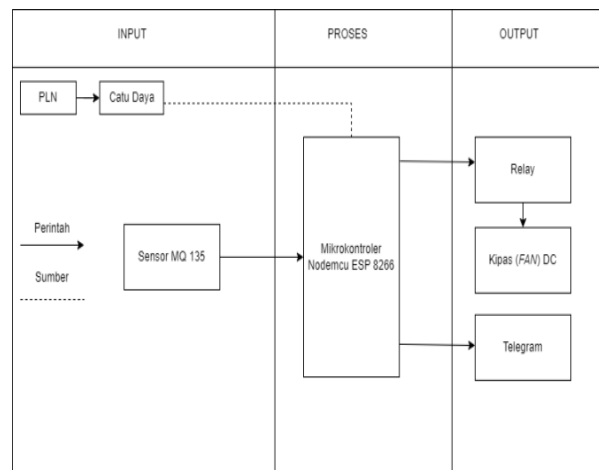 INPUT
PROSES
OUTPUT
PLN
Catu Daya
Relay
Perintah
Sensor MQ 135
Mikrokontroler
Nodemcu ESP 8266
Kipas (FAN) DC
Sumber
Telegram